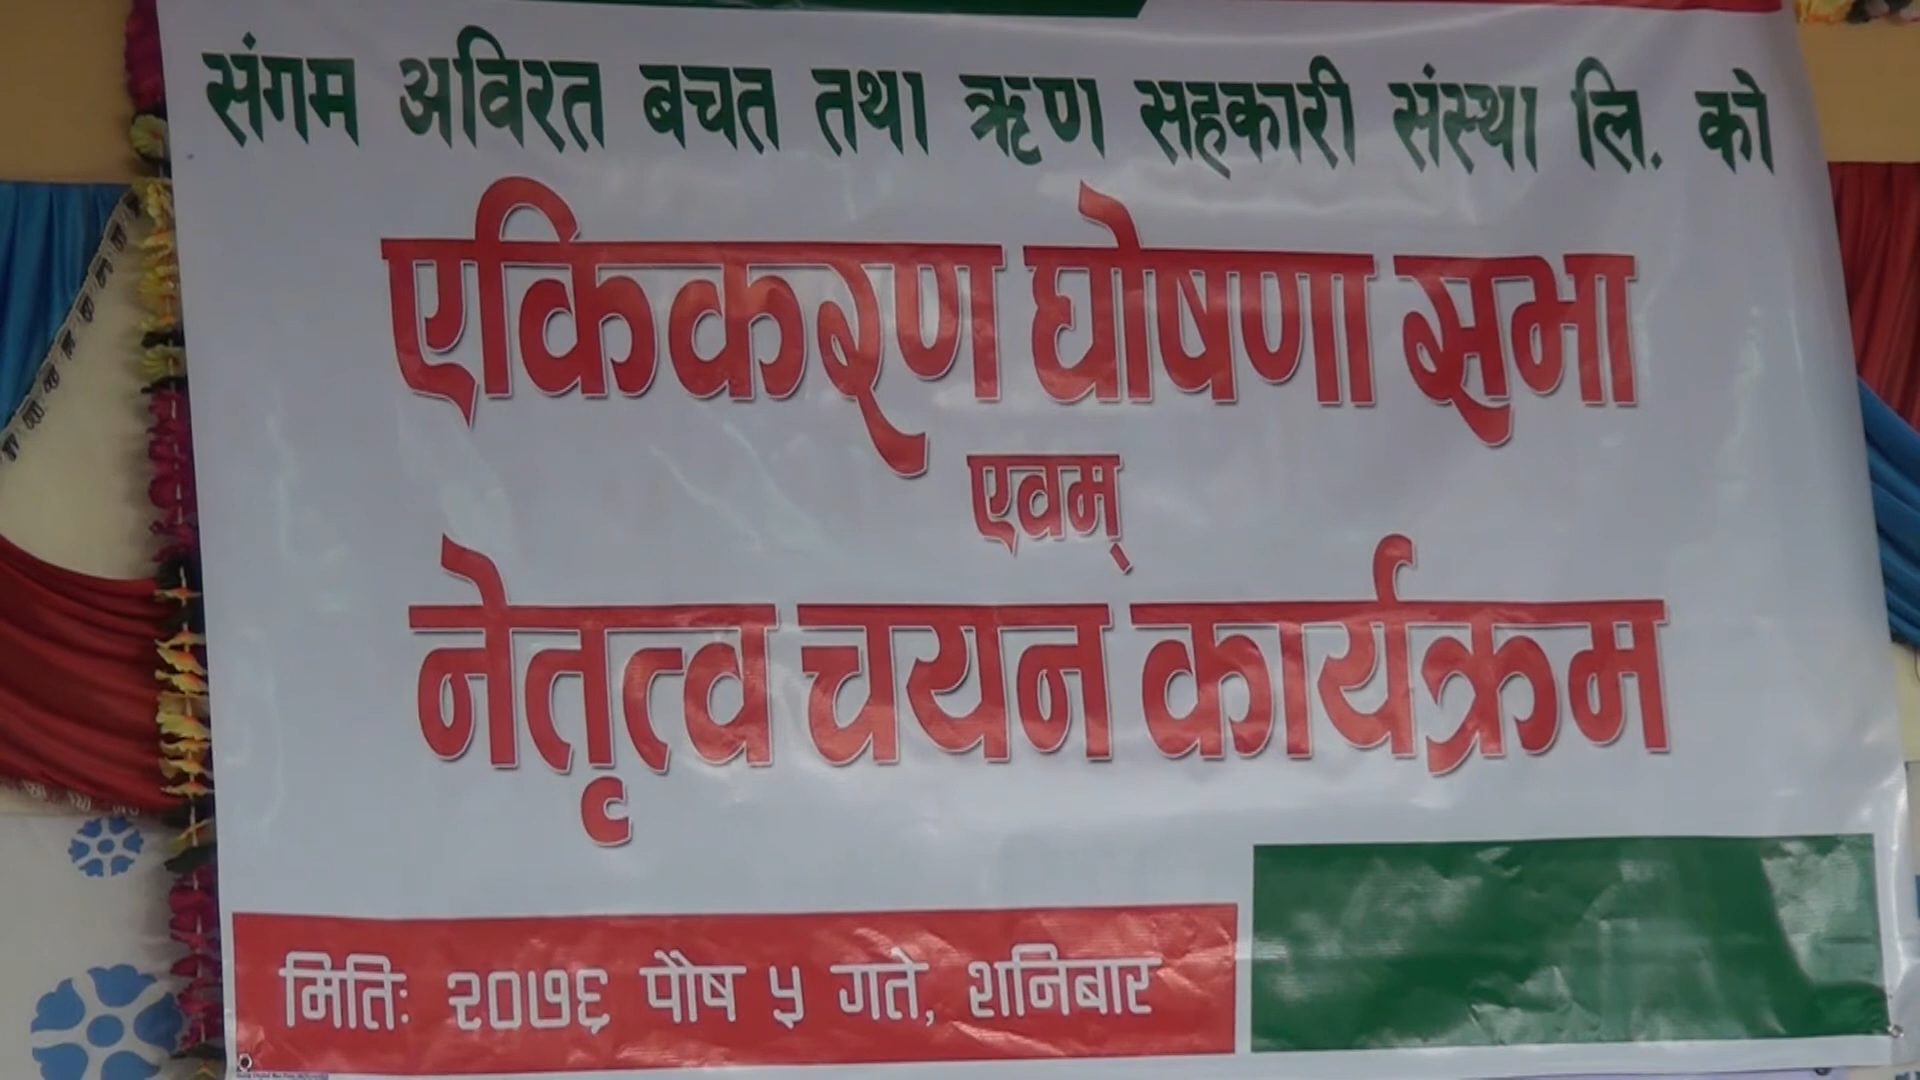 संगम अविरत बचत तथा ऋण सहकारी संस्था लि. को
एकिकरण घोषणा सभा
एवम्
नेतृत्व चयन कार्यक्रम
मितिः २०७६ पौष ५ गते, शनिबार